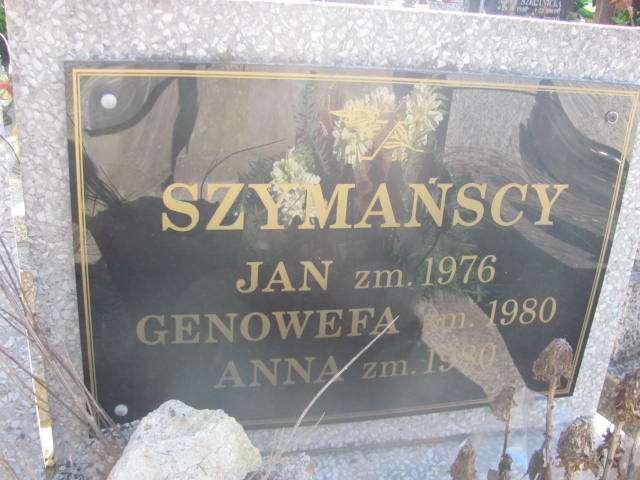 SZYMAŃSCY
JAN zm. 1976
GENOWEFA zm. 1980
ANNA zm. 1980